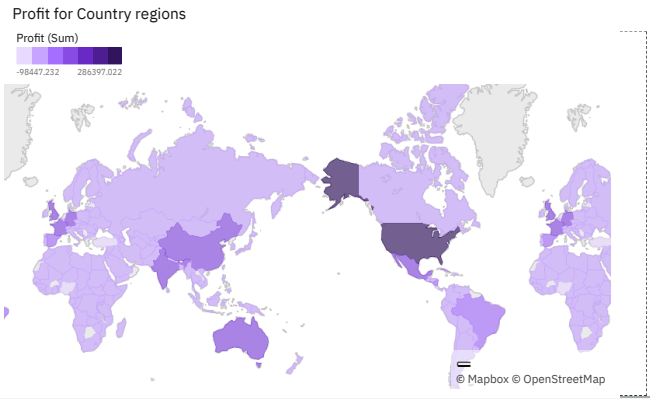 Profit for Country regions
Profit (Sum)
-98447.232 286397.022
© Mapbox © OpenStreetMap